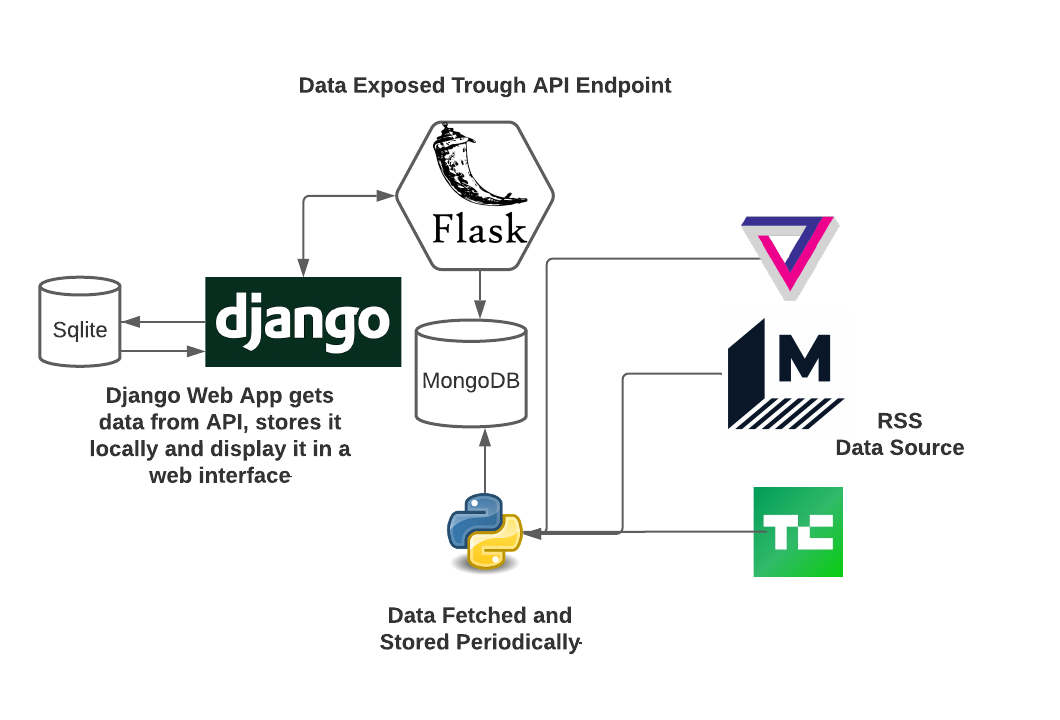 Data Exposed Trough API Endpoint
Flask
django
Sqlite
MongoDB
Django Web App gets
data from API, stores it
locally and display it in a
web interface
M
RSS
Data Source
TC
Data Fetched and
Stored Periodically